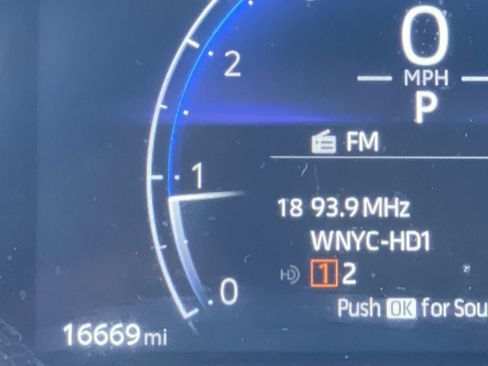 0
2
MPH
P
FM
1
18 93.9 MHz
WNYC-HD1
HD 1 2
0
Push OK for Sou
16669 mi